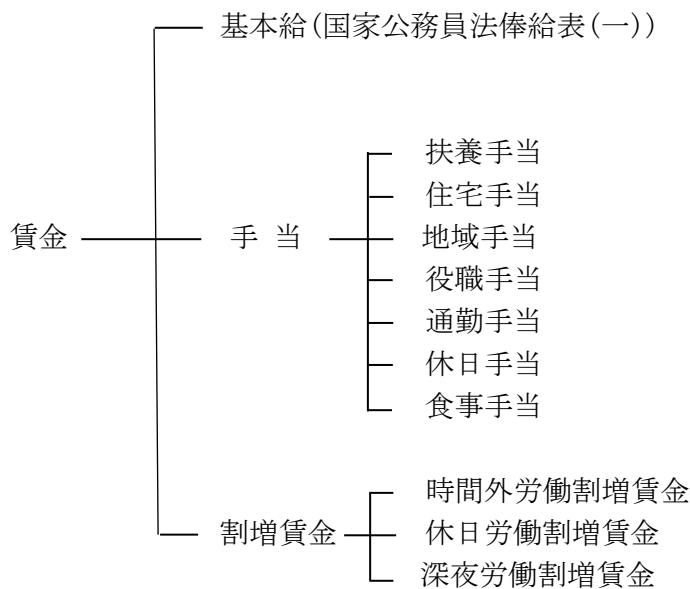 基本給(国家公務員法俸給表(一))
扶養手当
住宅手当
賃金
手 当
地域手当
役職手当
通勤手当
休日手当
食事手当
時間外労働割増賃金
割増賃金
休日労働割増賃金
深夜労働割増賃金